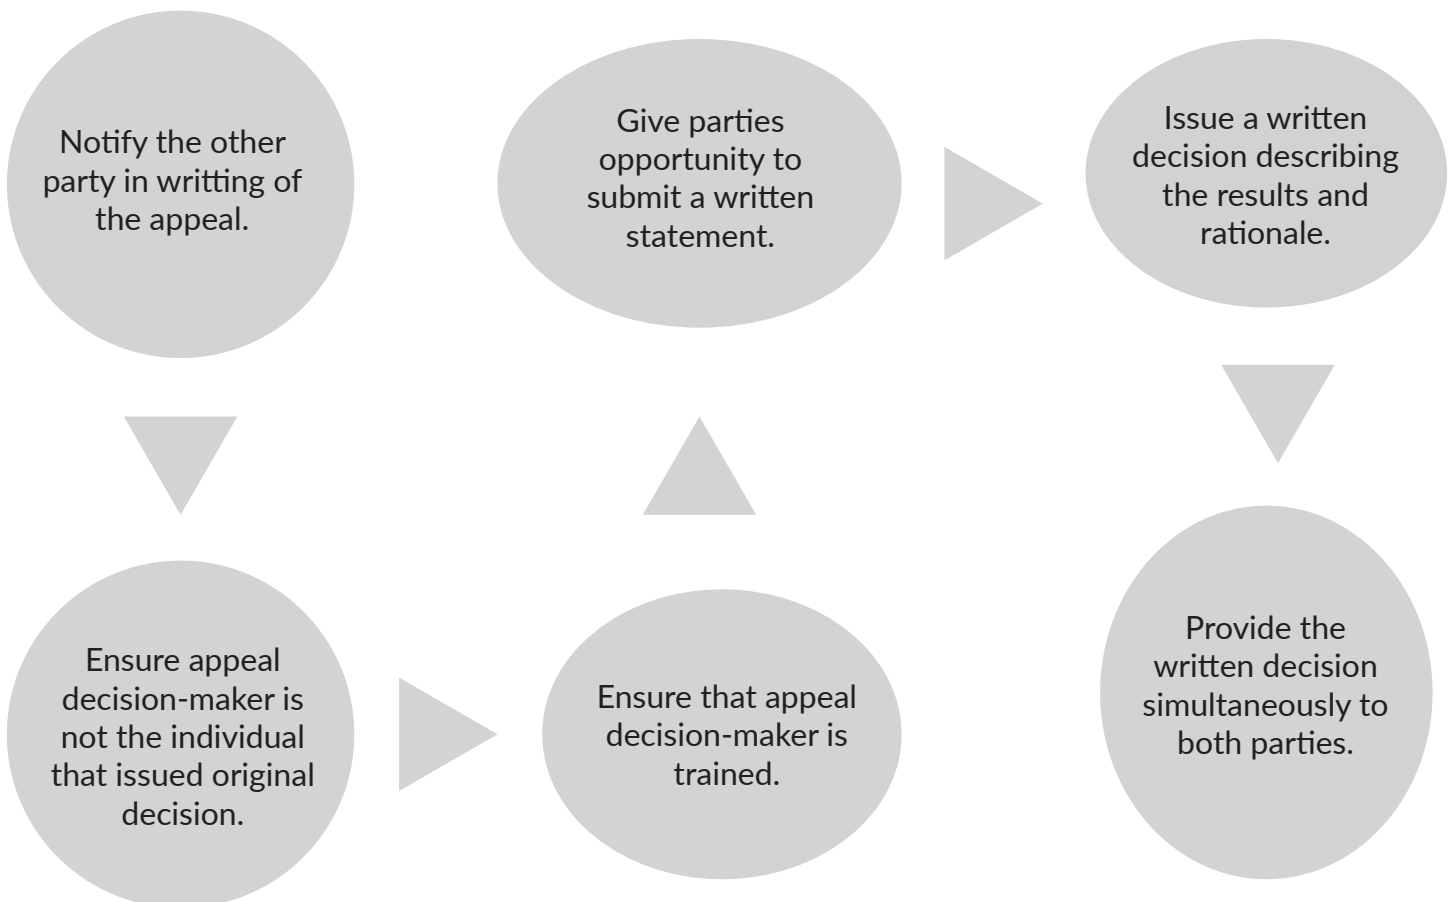 Notify the other
party in writting of
the appeal.
Ensure appeal
decision-maker is
not the individual
that issued original
decision.
Ensure that appeal
decision-maker is
trained.
Give parties
opportunity to
submit a written
statement.
Issue a written
decision describing
the results and
rationale.
Provide the
written decision
simultaneously to
both parties.